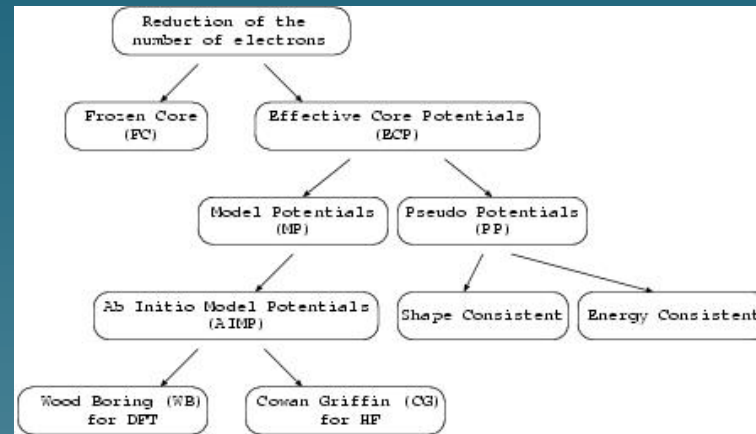 Reduction of the
number of electrons
Frozen Core
(FC)
Effective Core Potentials
(ECP)
Model Potentials
(MP)
Pseudo Potentials
(PP)
Ab Initio Model Potentials
(AIMP)
Shape Consistent
Energy Consistent
Wood Boring (WB)
for DFT
Cowan Griffin (CG)
for HF